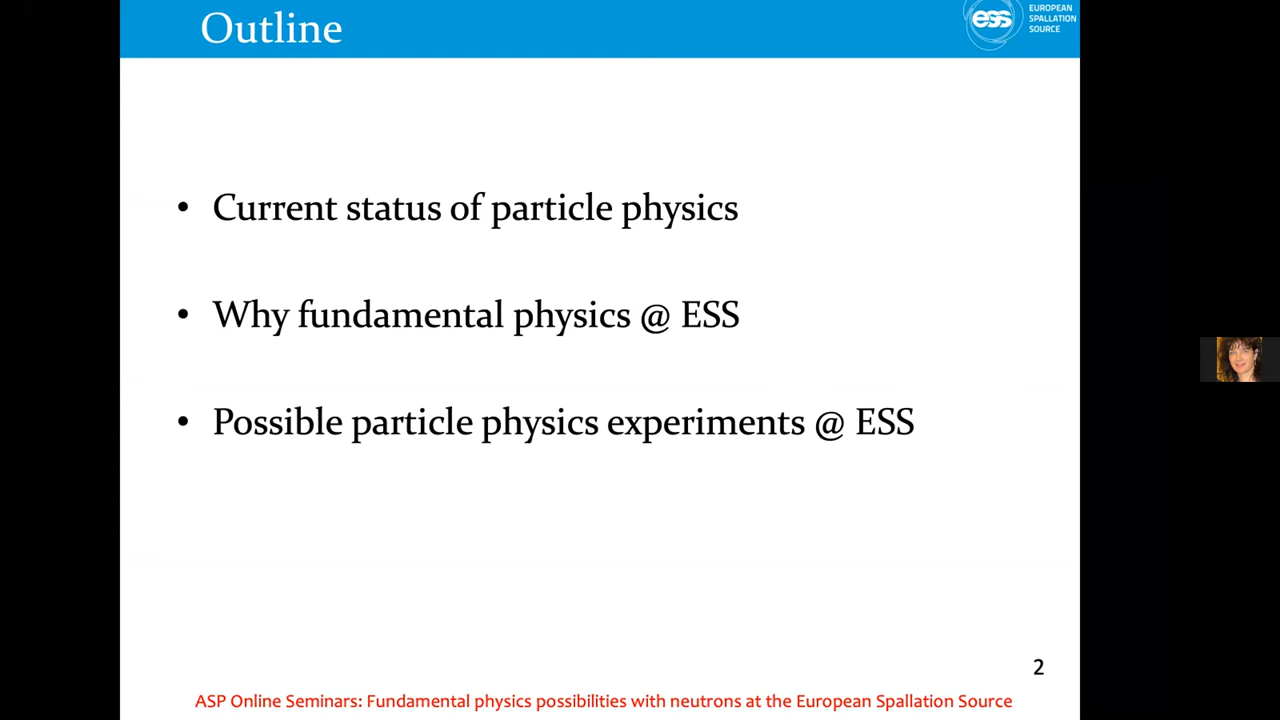 Outline
ess
EUROPEAN
SPALLATION
SOURCE
• Current status of particle physics
• Why fundamental physics @ ESS
• Possible particle physics experiments @ ESS
2
ASP Online Seminars: Fundamental physics possibilities with neutrons at the European Spallation Source